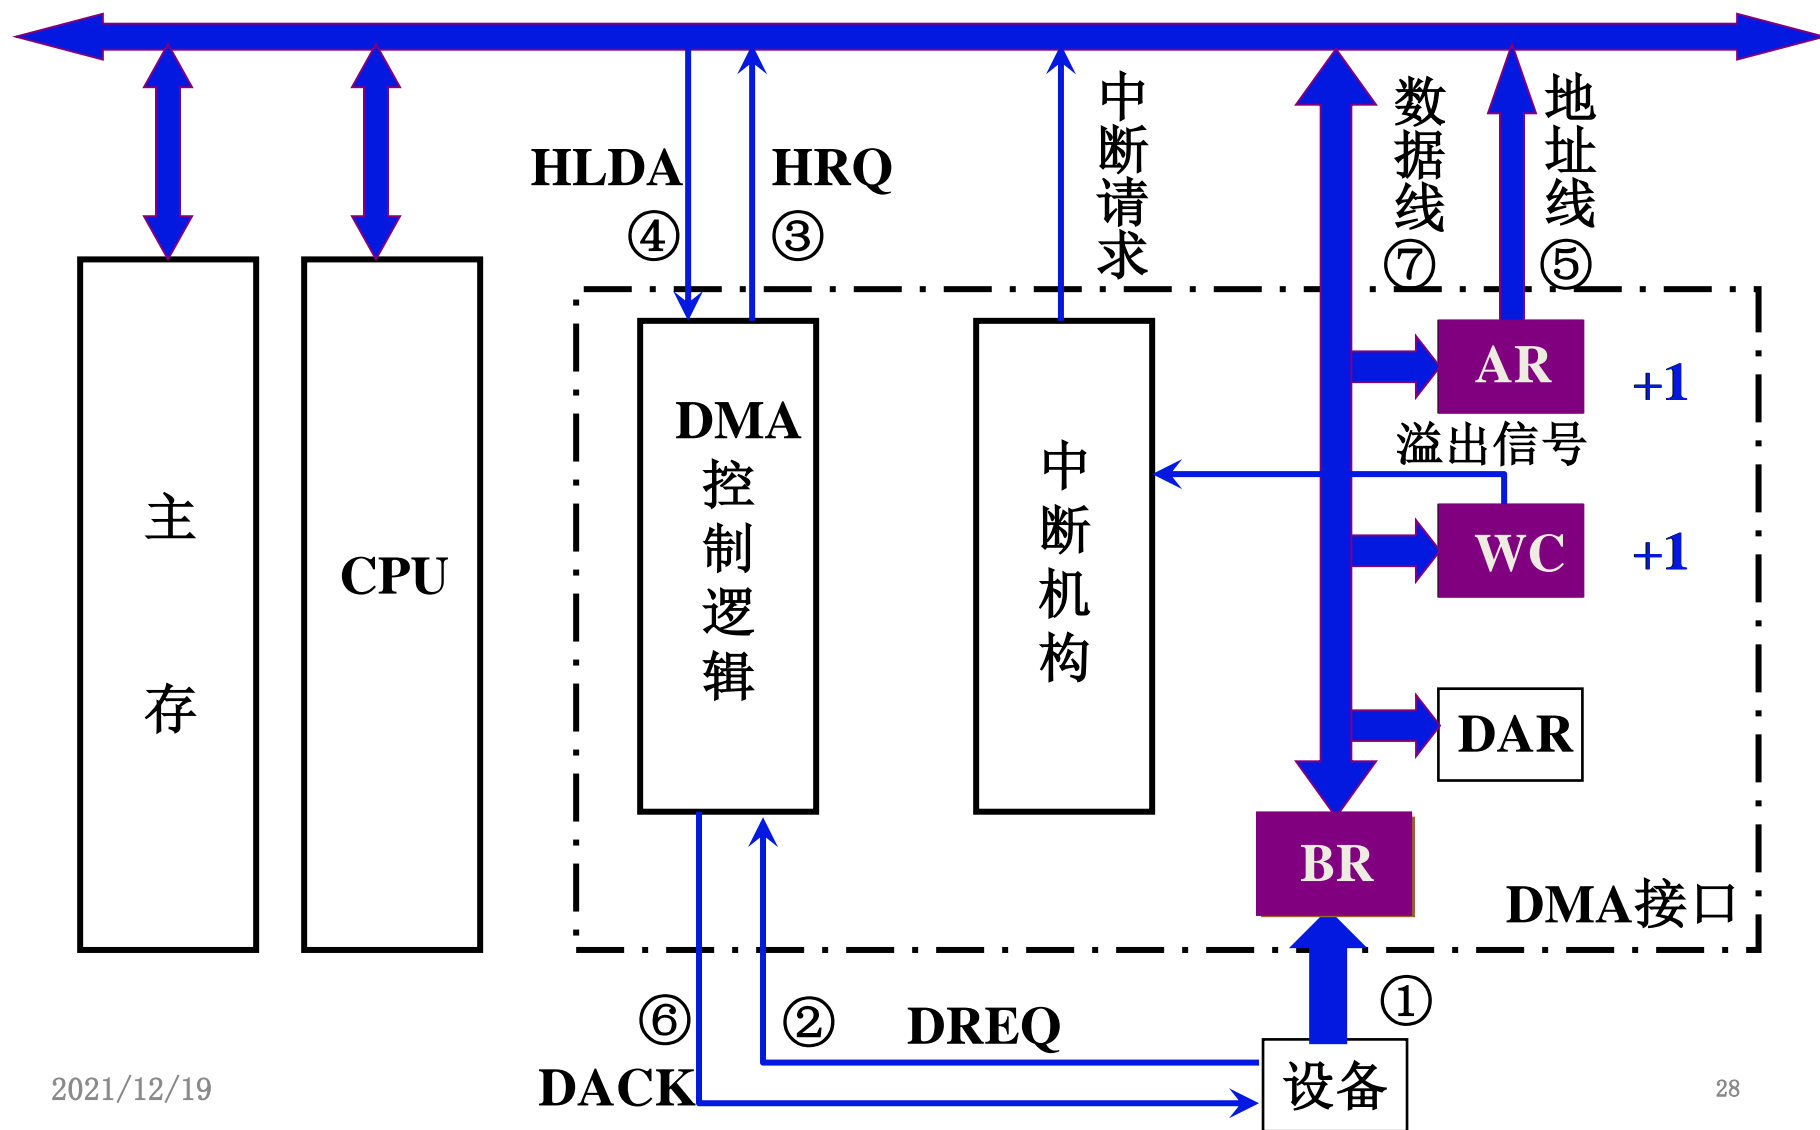 HLDA
④
HRQ
③
中断请求
数据线
⑦
地址线
⑤
主存
CPU
DMA
控制逻辑
中断机构
AR
+1
溢出信号
WC
+1
DAR
BR
DMA接口
①
⑥
②
DREQ
DACK
设备
2021/12/19
28